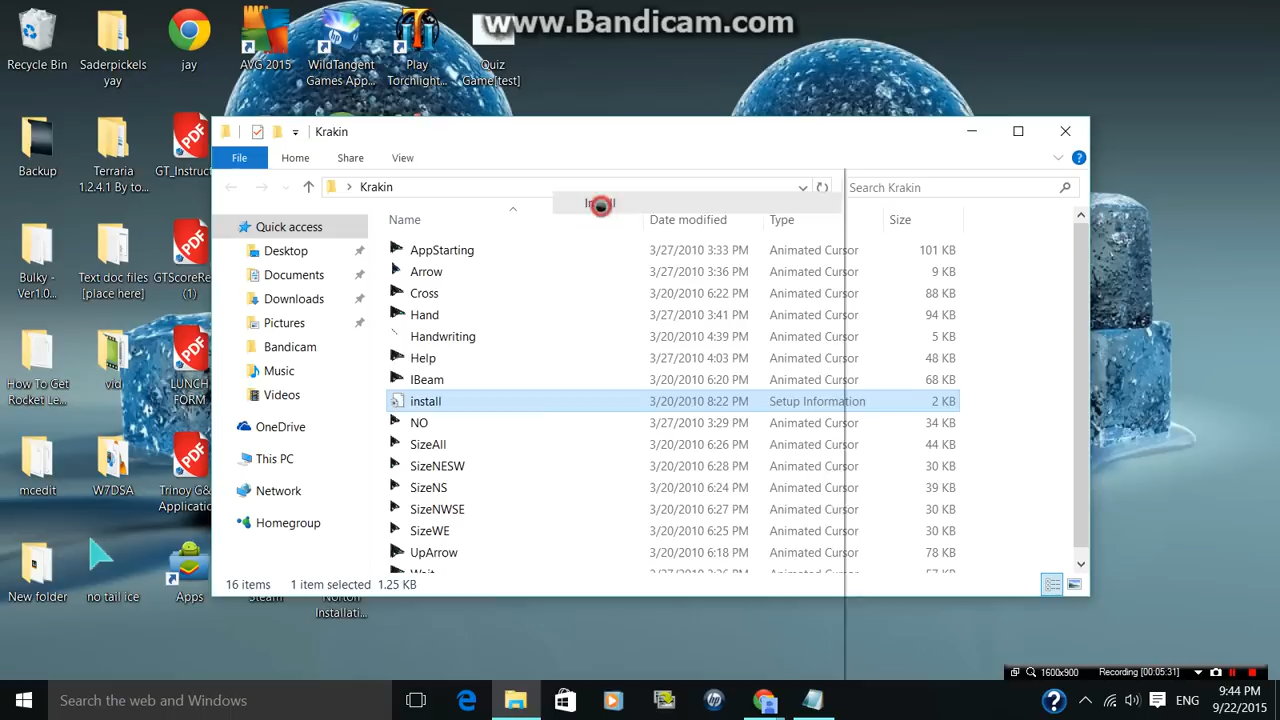 www.Bandicam.com
Recycle Bin
Saderpickels
yay
jay
AVG 2015
WildTangent
Games App...
Play
Torchlight...
Quiz
Game[test]
Backup
Terraria
1.2.4.1 By to...
GT_Instruct
Bulky -
Ver1.0...
Text doc files
[place here]
GTScoreRe
(1)
How To Get
Rocket Le...
vid
LUNCH
FORM
mcedit
W7DSA
Trinoy G&
Applicatio
New folder
no tail ice
Apps
Steam
Norton
Installati...
Krakin
File
Home
Share
View
Krakin
Search Krakin
Install
Quick access
Desktop
Documents
Downloads
Pictures
Bandicam
Music
Videos
OneDrive
This PC
Network
Homegroup
Name Date modified Type Size
AppStarting 3/27/2010 3:33 PM Animated Cursor 101 KB
Arrow 3/27/2010 3:36 PM Animated Cursor 9 KB
Cross 3/20/2010 6:22 PM Animated Cursor 88 KB
Hand 3/27/2010 3:41 PM Animated Cursor 94 KB
Handwriting 3/20/2010 4:39 PM Animated Cursor 5 KB
Help 3/27/2010 4:03 PM Animated Cursor 48 KB
IBeam 3/20/2010 6:20 PM Animated Cursor 68 KB
install 3/20/2010 8:22 PM Setup Information 2 KB
NO 3/27/2010 3:29 PM Animated Cursor 34 KB
SizeAll 3/20/2010 6:26 PM Animated Cursor 44 KB
SizeNESW 3/20/2010 6:28 PM Animated Cursor 30 KB
SizeNS 3/20/2010 6:24 PM Animated Cursor 39 KB
SizeNWSE 3/20/2010 6:27 PM Animated Cursor 30 KB
SizeWE 3/20/2010 6:25 PM Animated Cursor 30 KB
UpArrow 3/20/2010 6:18 PM Animated Cursor 78 KB
16 items 1 item selected 1.25 KB
1600x900 Recording [00:05:31]
Search the web and Windows
ENG
9:44 PM
9/22/2015